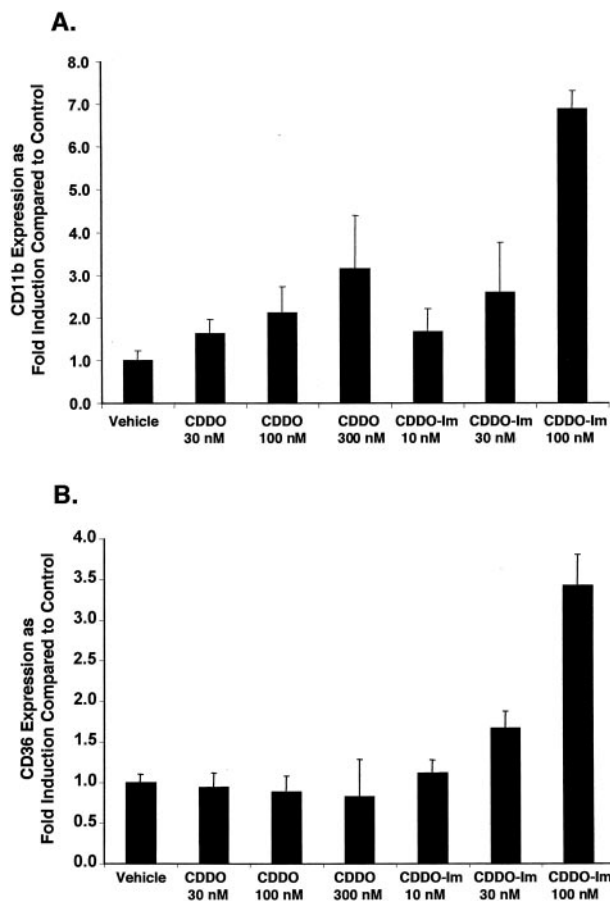 A.
CD11b Expression as
Fold Induction Compared to Control
8.0
7.0
6.0
5.0
4.0
3.0
2.0
1.0
0.0
Vehicle CDDO CDDO CDDO CDDO-Im CDDO-Im CDDO-Im
30 nM 100 nM 300 nM 10 nM 30 nM 100 nM
B.
CD36 Expression as
Fold Induction Compared to Control
4.0
3.5
3.0
2.5
2.0
1.5
1.0
0.5
0.0
Vehicle CDDO CDDO CDDO CDDO-Im CDDO-Im CDDO-Im
30 nM 100 nM 300 nM 10 nM 30 nM 100 nM